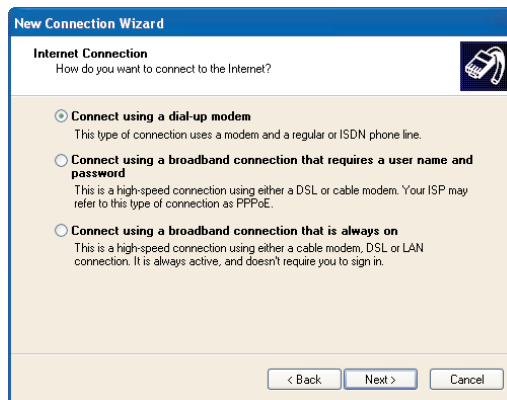 New Connection Wizard
Internet Connection
How do you want to connect to the Internet?
Connect using a dial-up modem
This type of connection uses a modem and a regular or ISDN phone line.
Connect using a broadband connection that requires a user name and
password
This is a high-speed connection using either a DSL or cable modem. Your ISP may
refer to this type of connection as PPPoE.
Connect using a broadband connection that is always on
This is a high-speed connection using either a cable modem, DSL or LAN
connection. It is always active, and doesn't require you to sign in.
< Back
Next >
Cancel